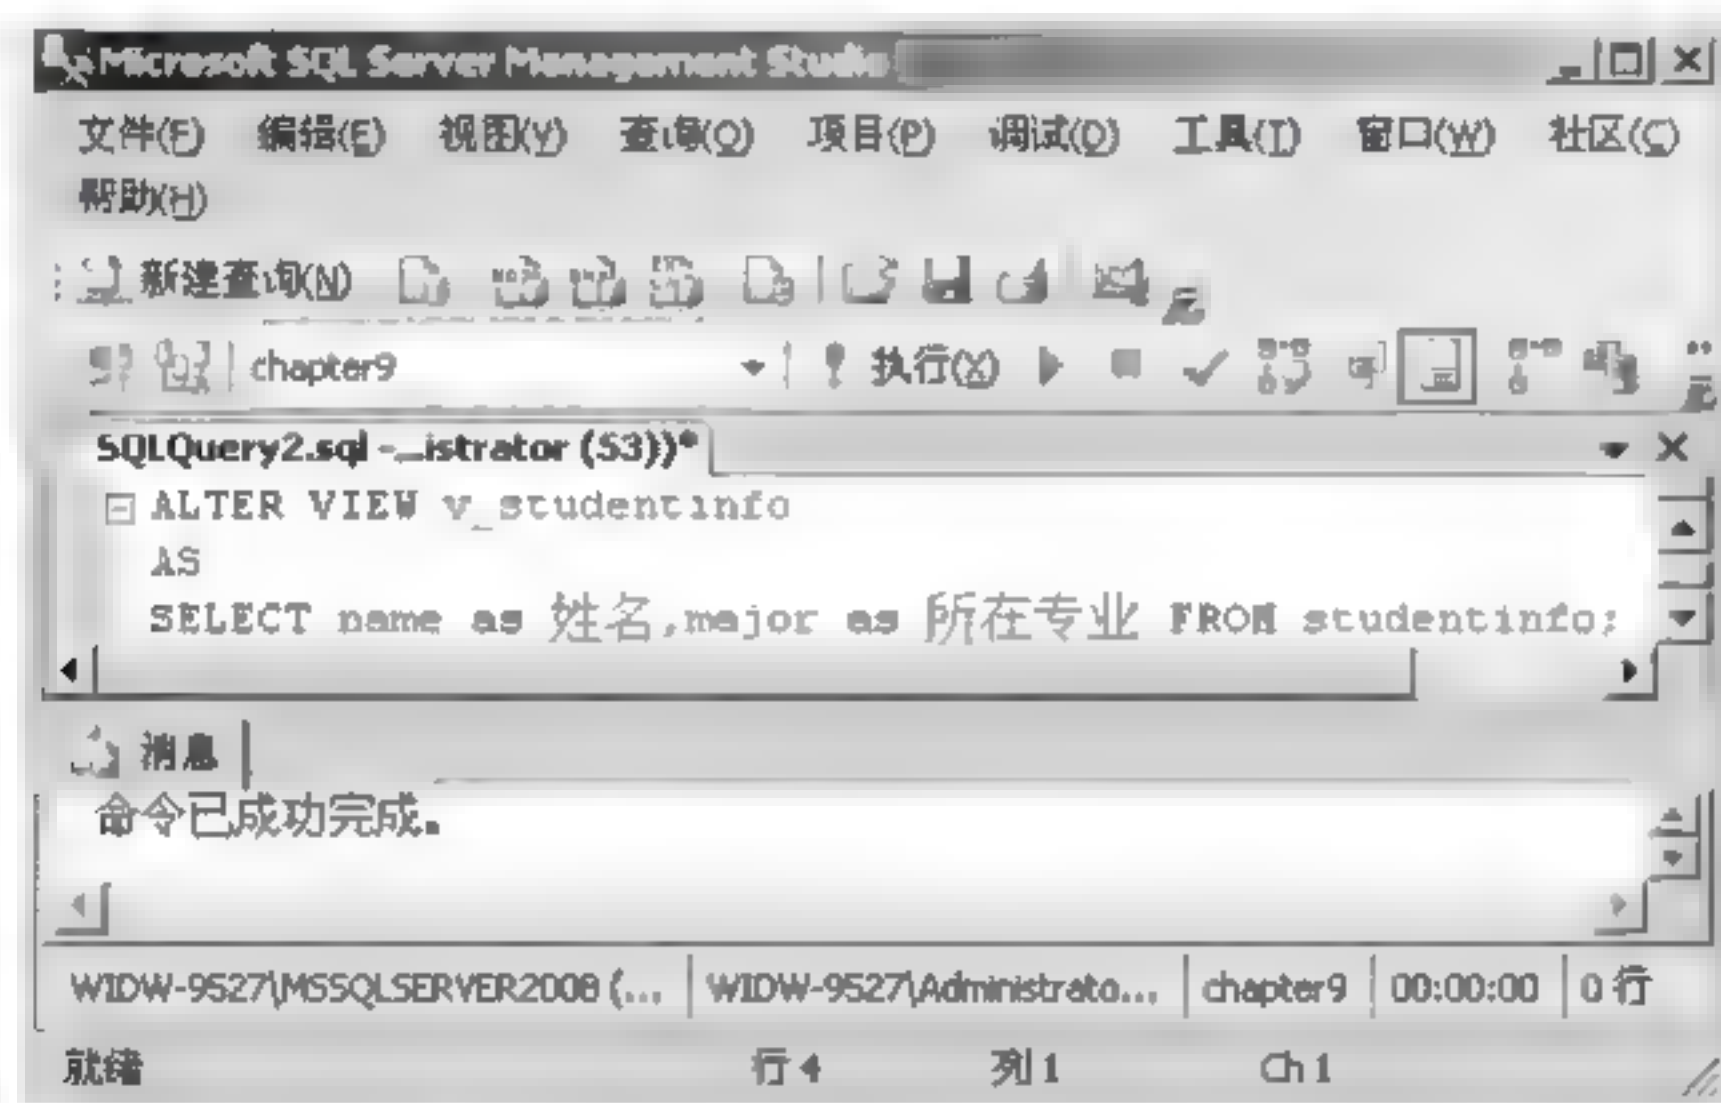 Microsoft SQL Server Management Studio
文件(F) 编辑(E) 视图(V) 查询(Q) 项目(P) 调试(D) 工具(T) 窗口(W) 社区(C)
帮助(H)
新建查询(N)
chapter9 执行(X)
SQLQuery2.sql -...istrator (53))*
ALTER VIEW v_studentinfo
AS
SELECT name as 姓名,major as 所在专业 FROM studentinfo;
消息
命令已成功完成。
WIDW-9527\MSSQLSERVER2008 (... WIDW-9527\Administrato... chapter9 00:00:00 0 行
就绪 行 4 列 1 Ch 1